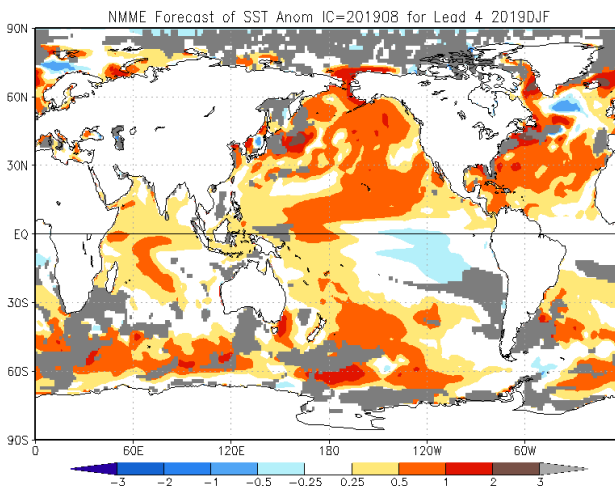 NMME Forecast of SST Anom IC=201908 for Lead 4 2019DJF
90N
60N
30N
EQ
30S
60S
90S
0 60E 120E 180 120W 60W
-3 -2 -1 -0.5 -0.25 0.25 0.5 1 2 3